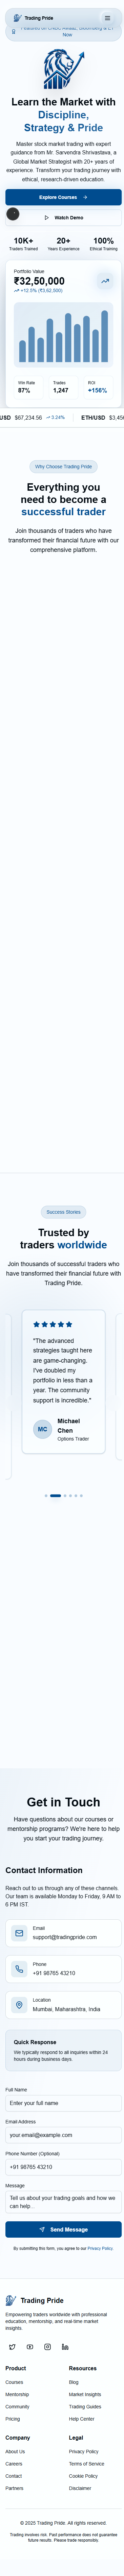 Trading Pride
Now
Learn the Market with
Discipline,
Strategy & Pride
Master stock market trading with expert
guidance from Mr. Sarvendra Shrivastawa, a
Global Market Strategist with 20+ years of
experience. Transform your trading journey with
ethical, research-driven education.
Explore Courses
Watch Demo
10K+ 20+ 100%
Traders Trained Years Experience Ethical Training
Portfolio Value
₹32,50,000
+12.5% (₹3,62,500)
Win Rate Trades ROI
87% 1,247 +156%
USD $67,234.56 3.24% ETH/USD $3,456
Why Choose Trading Pride
Everything you
need to become a
successful trader
Join thousands of traders who have
transformed their financial future with our
comprehensive platform.
Success Stories
Trusted by
traders worldwide
Join thousands of successful traders who
have transformed their financial future with
Trading Pride.
"The advanced
strategies taught here
are game-changing.
I've doubled my
portfolio in less than a
year. The community
support is incredible."
MC
Michael
Chen
Options Trader
Get in Touch
Have questions about our courses or
mentorship programs? We're here to help
you start your trading journey.
Contact Information
Reach out to us through any of these channels.
Our team is available Monday to Friday, 9 AM to
6 PM IST.
Email
support@tradingpride.com
Phone
+91 98765 43210
Location
Mumbai, Maharashtra, India
Quick Response
We typically respond to all inquiries within 24
hours during business days.
Full Name
Enter your full name
Email Address
your.email@example.com
Phone Number (Optional)
+91 98765 43210
Message
Tell us about your trading goals and how we
can help...
Send Message
By submitting this form, you agree to our Privacy Policy
Trading Pride
Empowering traders worldwide with professional
education, mentorship, and real-time market
insights.
Product
Courses
Mentorship
Community
Pricing
Resources
Blog
Market Insights
Trading Guides
Help Center
Company
About Us
Careers
Contact
Partners
Legal
Privacy Policy
Terms of Service
Cookie Policy
Disclaimer
© 2025 Trading Pride. All rights reserved.
Trading involves risk. Past performance does not guarantee
future results. Please trade responsibly.